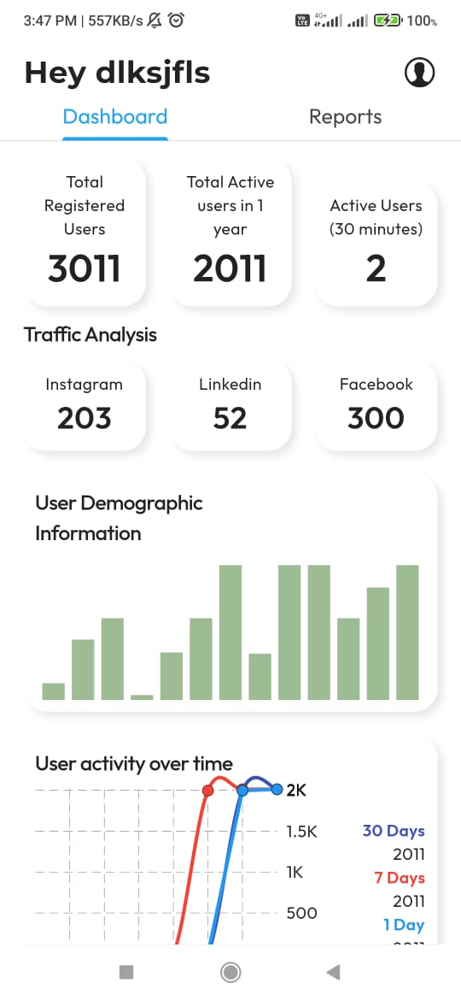 3:47 PM | 557KB/s
Vo LTE 4G+ 100%
Hey dlksjfls
Dashboard Reports
Total Registered Users
3011
Total Active users in 1 year
2011
Active Users (30 minutes)
2
Traffic Analysis
Instagram
203
Linkedin
52
Facebook
300
User Demographic
Information
User activity over time
2K
1.5K
1K
500
30 Days
2011
7 Days
2011
1 Day